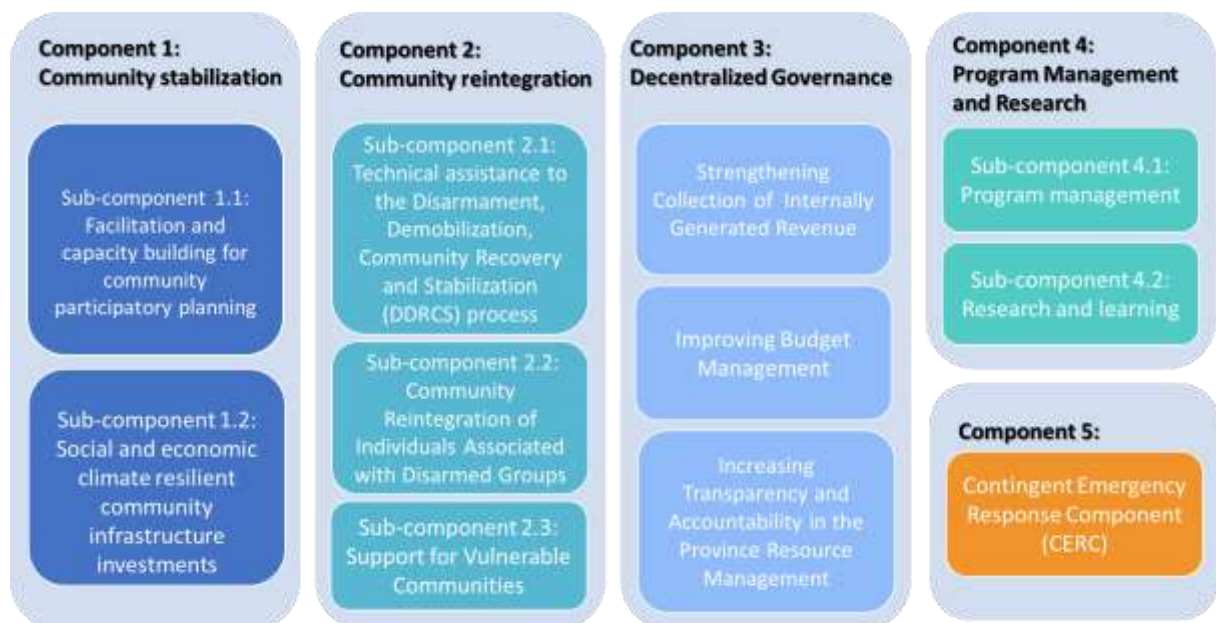 Component 1:
Community stabilization
Sub-component 1.1:
Facilitation and
capacity building for
community
participatory planning
Sub-component 1.2:
Social and economic
climate resilient
community
infrastructure
investments
Component 2:
Community reintegration
Sub-component 2.1:
Technical assistance to
the Disarmament,
Demobilization,
Community Recovery
and Stabilization
(DDRCS) process
Sub-component 2.2:
Community
Reintegration of
Individuals Associated
with Disarmed Groups
Sub-component 2.3:
Support for Vulnerable
Communities
Component 3:
Decentralized Governance
Strengthening
Collection of Internally
Generated Revenue
Improving Budget
Management
Increasing
Transparency and
Accountability in the
Province Resource
Management
Component 4:
Program Management
and Research
Sub-component 4.1:
Program management
Sub-component 4.2:
Research and learning
Component 5:
Contingent Emergency
Response Component
(CERC)